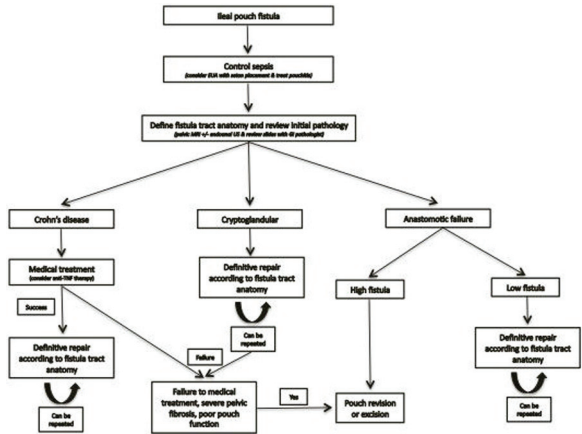 Ileal pouch fistula
Control sepsis
(consider EUA with seton placement & treat pouchitis)
Define fistula tract anatomy and review initial pathology
(pelvic MRI +/- endoanal US & review slides with GI pathologist)
Crohn's disease
Cryptoglandular
Anastomotic failure
Medical treatment
(consider anti-TNF therapy)
Definitive repair
according to fistula tract
anatomy
High fistula
Low fistula
Success
Failure
Can be
repeated
Definitive repair
according to fistula tract
anatomy
Definitive repair
according to fistula tract
anatomy
Can be
repeated
Failure to medical
treatment, severe pelvic
fibrosis, poor pouch
function
Yes
Pouch revision
or excision
Can be
repeated